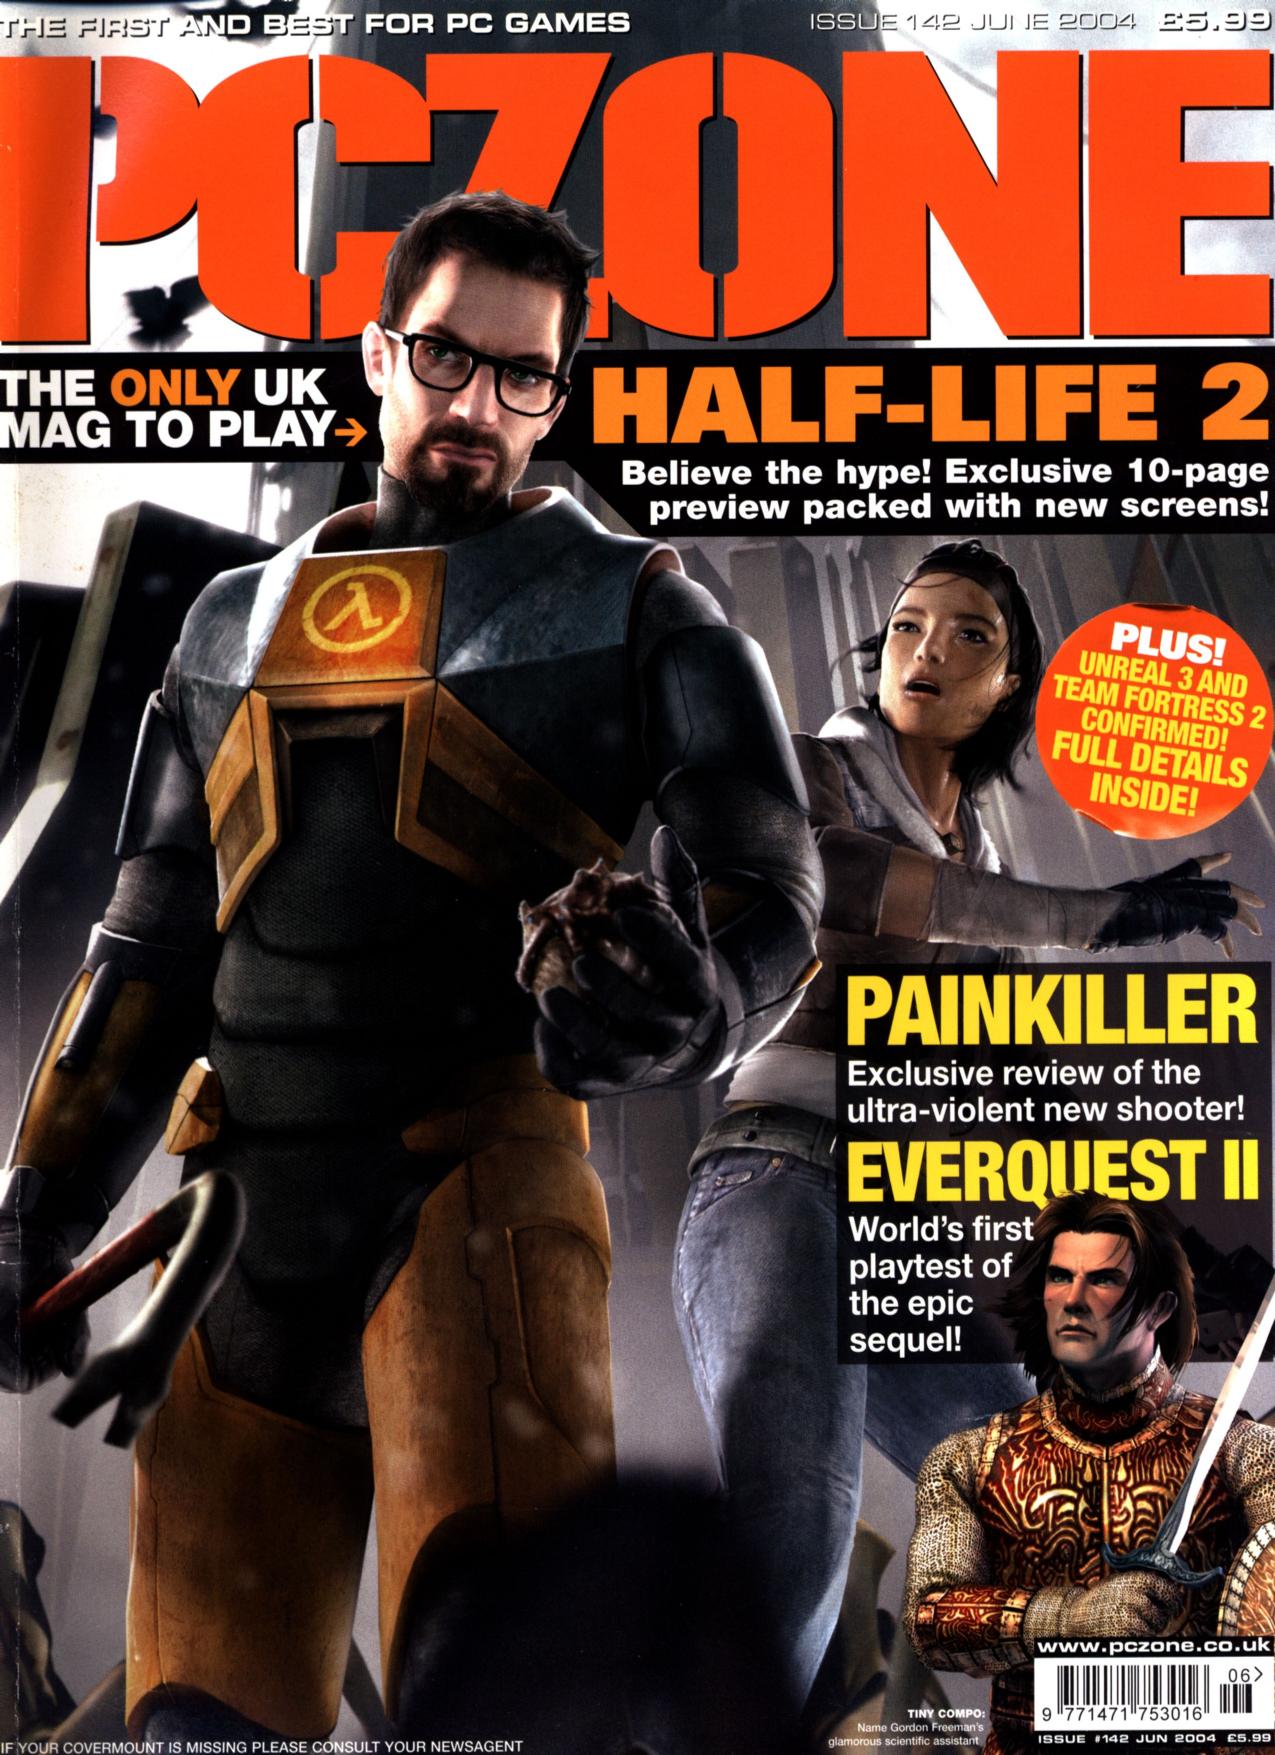 THE FIRST AND BEST FOR PC GAMES
ISSUE 142 JUNE 2004 £5.99
PCZONE
THE ONLY UK
MAG TO PLAY→
HALF-LIFE 2
Believe the hype! Exclusive 10-page
preview packed with new screens!
PLUS!
UNREAL 3 AND
TEAM FORTRESS 2
CONFIRMED!
FULL DETAILS
INSIDE!
PAINKILLER
Exclusive review of the
ultra-violent new shooter!
EVERQUEST II
World's first
playtest of
the epic
sequel!
www.pczone.co.uk
06>
9 771471 753016
ISSUE #142 JUN 2004 £5.99
TINY COMPO:
Name Gordon Freeman's
glamorous scientific assistant
IF YOUR COVERMOUNT IS MISSING PLEASE CONSULT YOUR NEWSAGENT